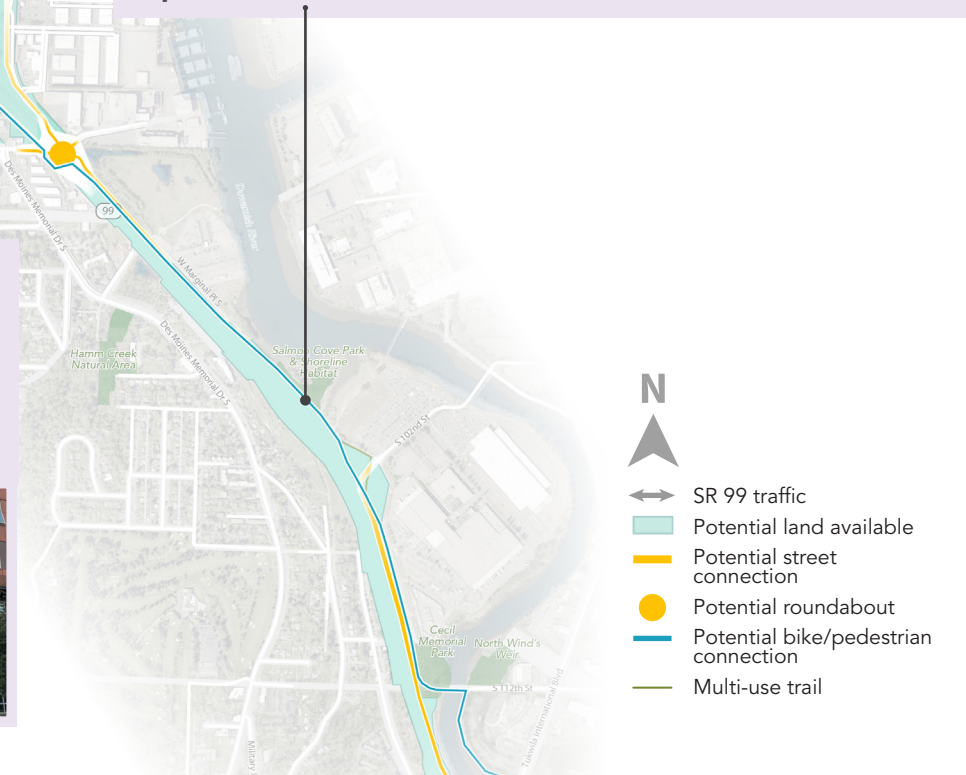 Des Moines Memorial Dr S
99
Duwamish River
W Marginal Pl S
Hamm Creek
Natural Area
Des Moines Memorial Dr S
Salmon Cove Park
& Shoreline
Habitat
S 102nd St
Cecil
Memorial
Park
North Wind's
Weir
S 112th St
Tukwila International Blvd
Military
N
SR 99 traffic
Potential land available
Potential street
connection
Potential roundabout
Potential bike/pedestrian
connection
Multi-use trail